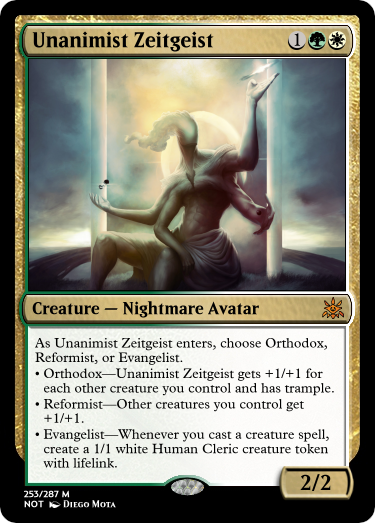 Unanimist Zeitgeist 1
Creature — Nightmare Avatar
As Unanimist Zeitgeist enters, choose Orthodox,
Reformist, or Evangelist.
• Orthodox—Unanimist Zeitgeist gets +1/+1 for
each other creature you control and has trample.
• Reformist—Other creatures you control get
+1/+1.
• Evangelist—Whenever you cast a creature spell,
create a 1/1 white Human Cleric creature token
with lifelink.
2/2
253/287 M
NOT Diego Mota